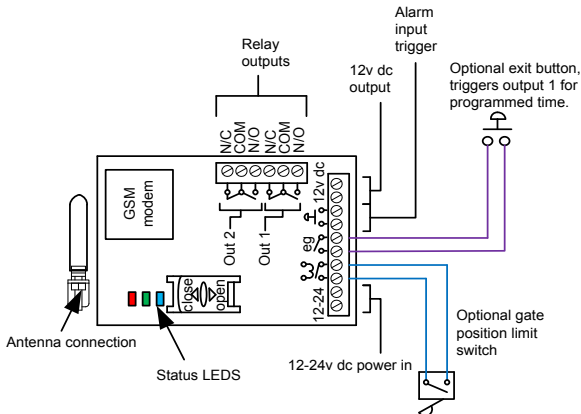 Alarm
input
trigger
Relay
outputs
12v dc
output
Optional exit button,
triggers output 1 for
programmed time.
N/C
COM
N/O
N/C
COM
N/O
12v dc
GSM
modem
Out 2
Out 1
eg
close
open
12-24
Antenna connection
Status LEDS
12-24v dc power in
Optional gate
position limit
switch